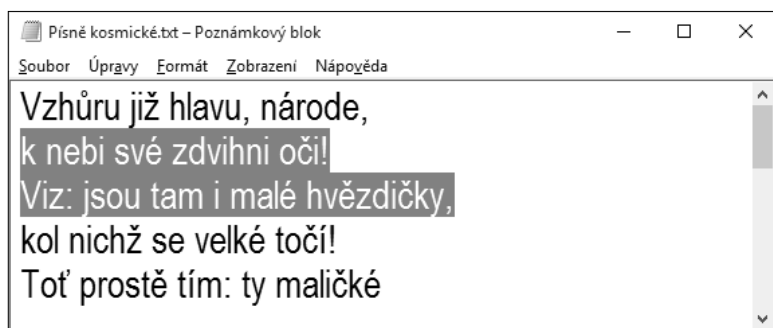 Písně kosmické.txt – Poznámkový blok
Soubor Úpravy Formát Zobrazení Nápověda
Vzhůru již hlavu, národe,
k nebi své zdvihni oči!
Viz: jsou tam i malé hvězdičky,
kol nichž se velké točí!
Toť prostě tím: ty maličké